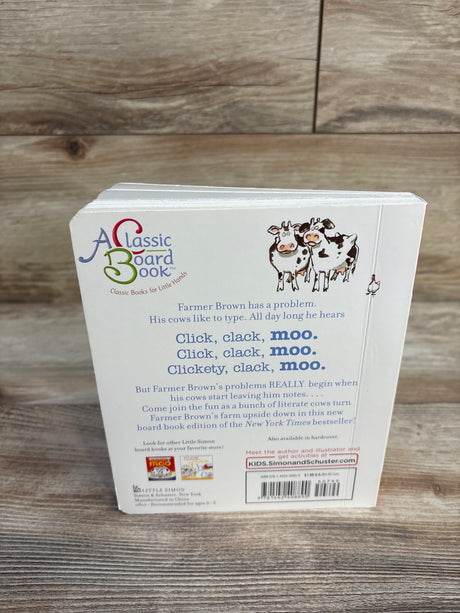 A Classic
Board
Book™
Classic Books for Little Hands
Farmer Brown has a problem.
His cows like to type. All day long he hears
Click, clack, moo.
Click, clack, moo.
Clickety, clack, moo.
But Farmer Brown's problems REALLY begin when
his cows start leaving him notes. . . .
Come join the fun as a bunch of literate cows turn
Farmer Brown's farm upside down in this new
board book edition of the New York Times bestseller!
Look for other Little Simon
board books at your favorite store!
Also available in hardcover.
Meet the author and illustrator and
get activities at
KIDS.SimonandSchuster.com
LITTLE SIMON
Simon & Schuster, New York
Manufactured in China
Recommended for ages 1–5